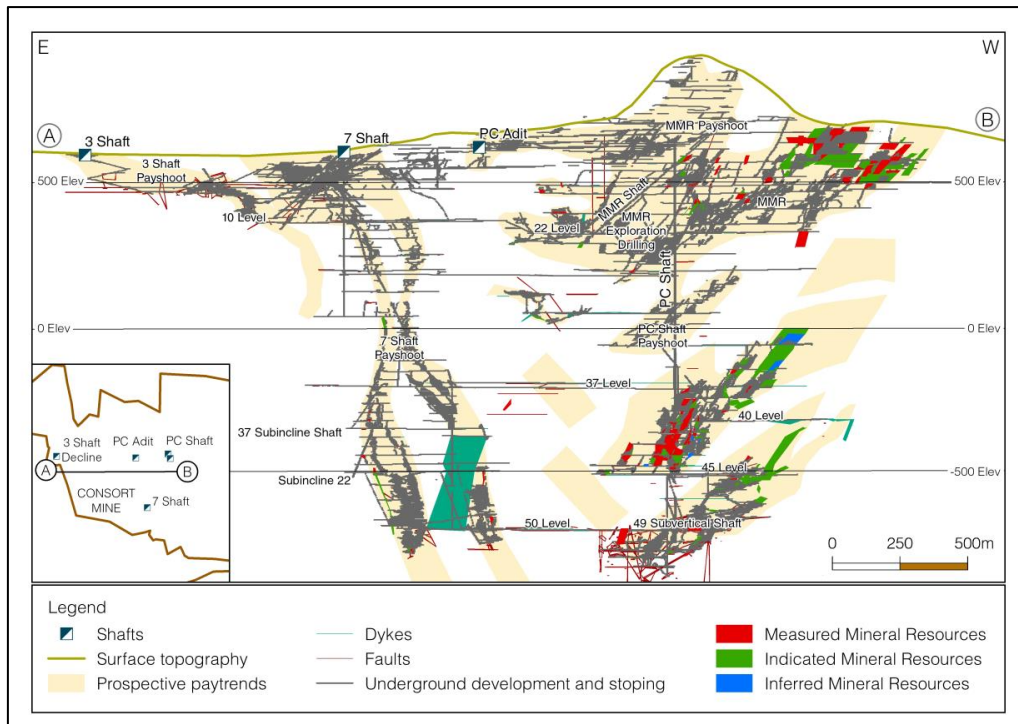 E
W
A
B
3 Shaft
7 Shaft
PC Adit
MMR Payshoot
3 Shaft
Payshoot
500 Elev
500 Elev
10 Level
22 Level
MMR Shaft
MMR
MMR
Exploration
Drilling
PC Shaft
0 Elev
0 Elev
7 Shaft
Payshoot
PC Shaft
Payshoot
37 Level
40 Level
37 Subincline Shaft
45 Level
Subincline 22
-500 Elev
-500 Elev
50 Level
49 Subvertical Shaft
0
250
500m
3 Shaft
Decline
PC Adit
PC Shaft
A
B
CONSORT
MINE
7 Shaft
Legend
Shafts
Surface topography
Prospective paytrends
Dykes
Faults
Underground development and stoping
Measured Mineral Resources
Indicated Mineral Resources
Inferred Mineral Resources